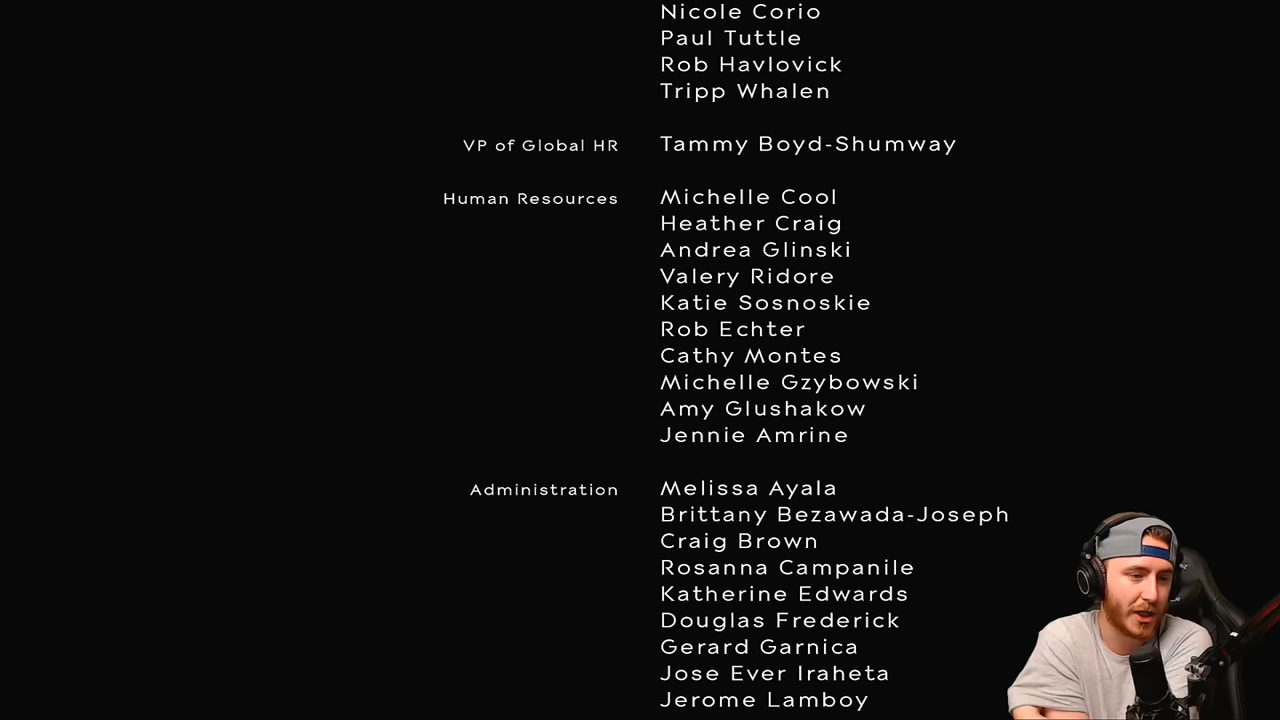 Nicole Corio
Paul Tuttle
Rob Havlovick
Tripp Whalen
VP of Global HR Tammy Boyd-Shumway
Human Resources Michelle Cool
Heather Craig
Andrea Glinski
Valery Ridore
Katie Sosnoskie
Rob Echter
Cathy Montes
Michelle Gzybowski
Amy Glushakow
Jennie Amrine
Administration Melissa Ayala
Brittany Bezawada-Joseph
Craig Brown
Rosanna Campanile
Katherine Edwards
Douglas Frederick
Gerard Garnica
Jose Ever Iraheta
Jerome Lamboy